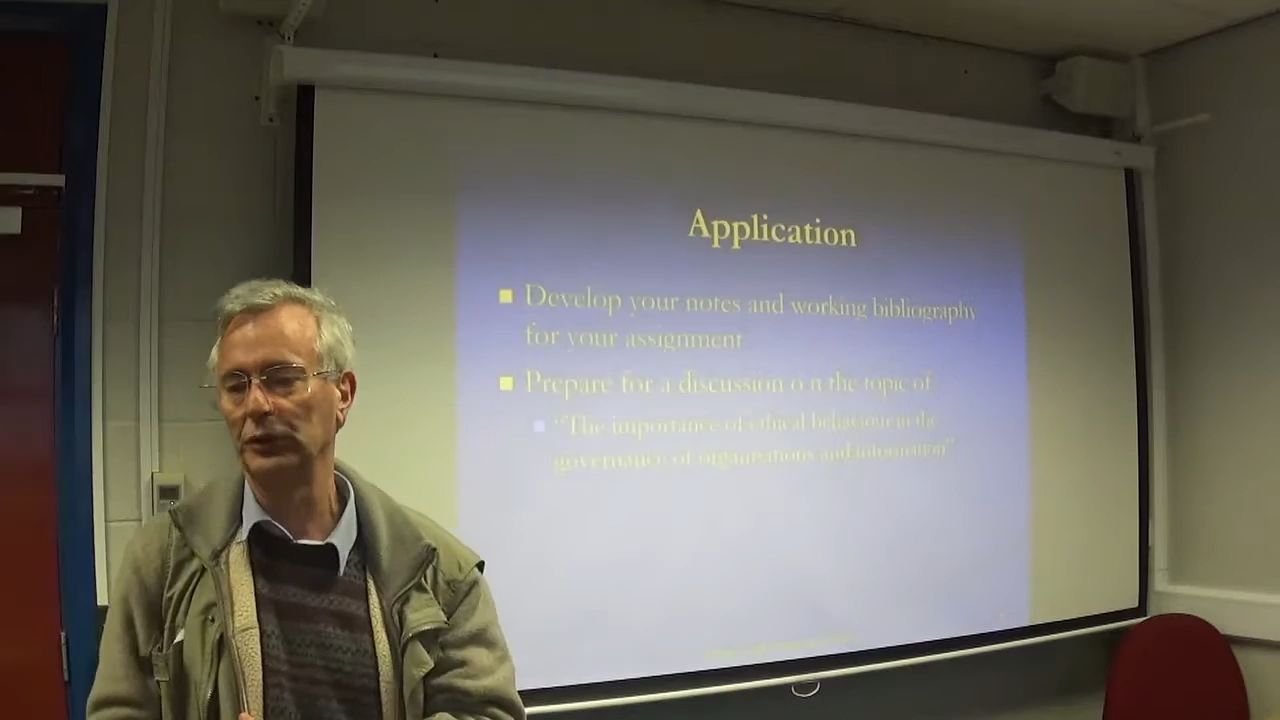 Application
■ Develop your notes and working bibliography
for your assignment
■ Prepare for a discussion o n the topic of
■ “The importance of ethical behaviour in the
governance of organisations and information”